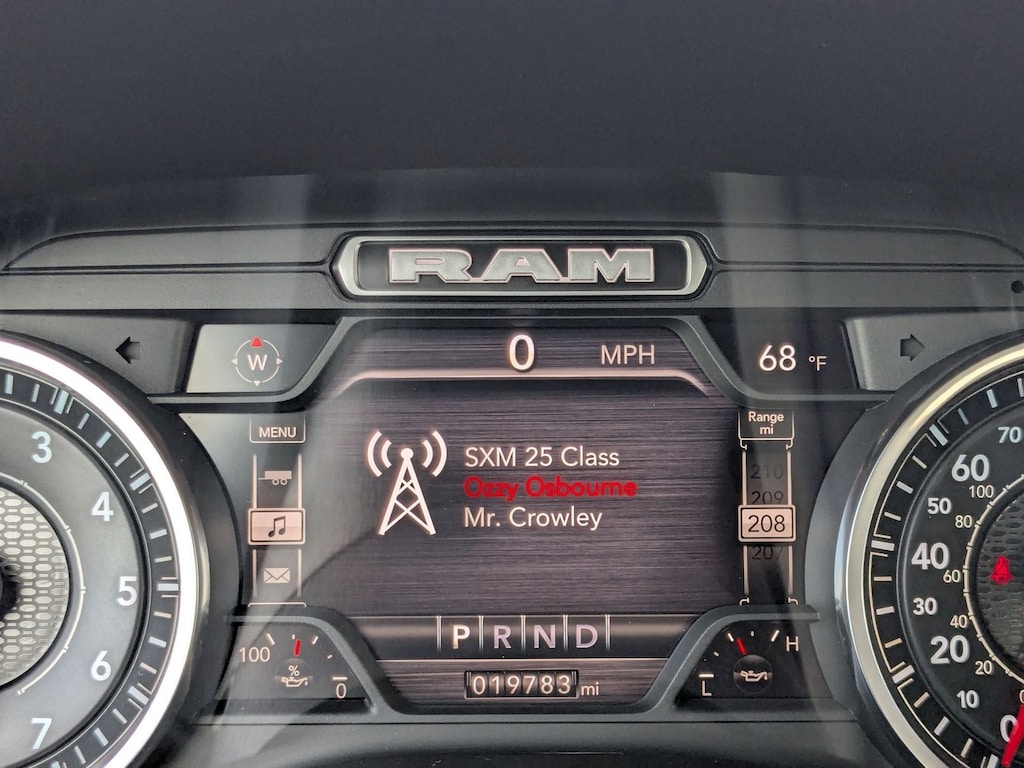 RAM
W
0 MPH
68 °F
MENU
SXM 25 Class
Ozzy Osbourne
Mr. Crowley
Range
mi
210
209
208
207
P R N D
100
%
0
L
H
019783 mi
3
4
5
6
7
70
60
100
50
80
40
60
30
40
20
20
10
0
0